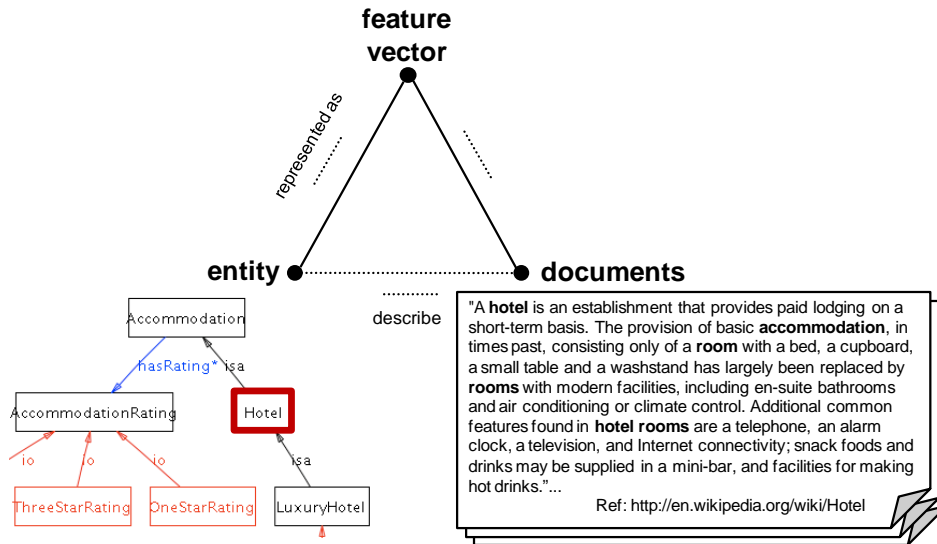 feature
vector
represented as
entity
documents
describe
Accommodation
hasRating*
isa
AccommodationRating
Hotel
io
io
io
isa
ThreeStarRating
OneStarRating
LuxuryHotel
"A hotel is an establishment that provides paid lodging on a
short-term basis. The provision of basic accommodation, in
times past, consisting only of a room with a bed, a cupboard,
a small table and a washstand has largely been replaced by
rooms with modern facilities, including en-suite bathrooms
and air conditioning or climate control. Additional common
features found in hotel rooms are a telephone, an alarm
clock, a television, and Internet connectivity; snack foods and
drinks may be supplied in a mini-bar, and facilities for making
hot drinks."...
Ref: http://en.wikipedia.org/wiki/Hotel